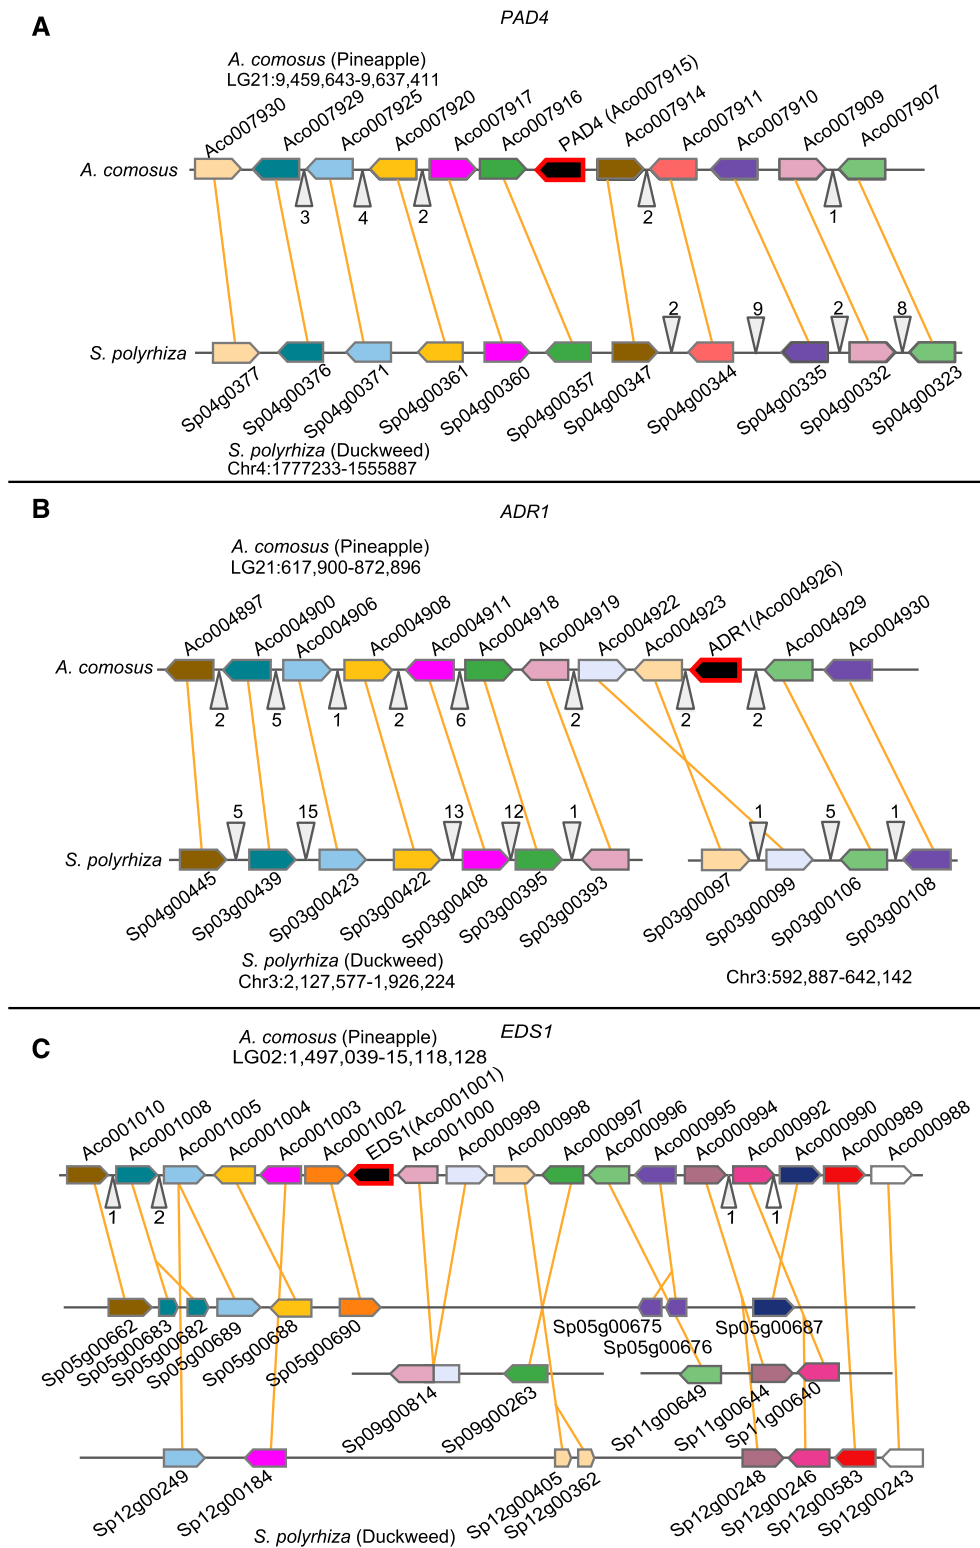 A
PAD4
A. comosus (Pineapple)
LG21:9,459,643-9,637,411
Aco007930
Aco007929
Aco007925
Aco007920
Aco007917
Aco007916
PAD4 (Aco007915)
Aco007914
Aco007911
Aco007910
Aco007909
Aco007907
A. comosus
3
4
2
2
1
2
9
2
8
S. polyrhiza
Sp04g0377
Sp04g00376
Sp04g00371
Sp04g00361
Sp04g00360
Sp04g00357
Sp04g00347
Sp04g00344
Sp04g00335
Sp04g00332
Sp04g00323
S. polyrhiza (Duckweed)
Chr4:1777233-1555887
B
ADR1
A. comosus (Pineapple)
LG21:617,900-872,896
Aco004897
Aco004900
Aco004906
Aco004908
Aco004911
Aco004918
Aco004919
Aco004922
Aco004923
ADR1(Aco004926)
Aco004929
Aco004930
A. comosus
2
5
1
2
6
2
2
2
5
15
13
12
1
1
5
1
S. polyrhiza
Sp04g00445
Sp03g00439
Sp03g00423
Sp03g00422
Sp03g00408
Sp03g00395
Sp03g00393
Sp03g00097
Sp03g00099
Sp03g00106
Sp03g00108
S. polyrhiza (Duckweed)
Chr3:2,127,577-1,926,224
Chr3:592,887-642,142
C
EDS1
A. comosus (Pineapple)
LG02:1,497,039-15,118,128
Aco001010
Aco001008
Aco001005
Aco001004
Aco001003
Aco001002
EDS1(Aco001001)
Aco001000
Aco000999
Aco000998
Aco000997
Aco000996
Aco000995
Aco000994
Aco000992
Aco000990
Aco000989
Aco000988
1
2
1
1
Sp05g00662
Sp05g00683
Sp05g00682
Sp05g00689
Sp05g00688
Sp05g00690
Sp05g00675
Sp05g00676
Sp05g00687
Sp09g00814
Sp09g00263
Sp11g00649
Sp11g00644
Sp11g00640
Sp12g00249
Sp12g00184
Sp12g00405
Sp12g00362
Sp12g00248
Sp12g00246
Sp12g00583
Sp12g00243
S. polyrhiza (Duckweed)